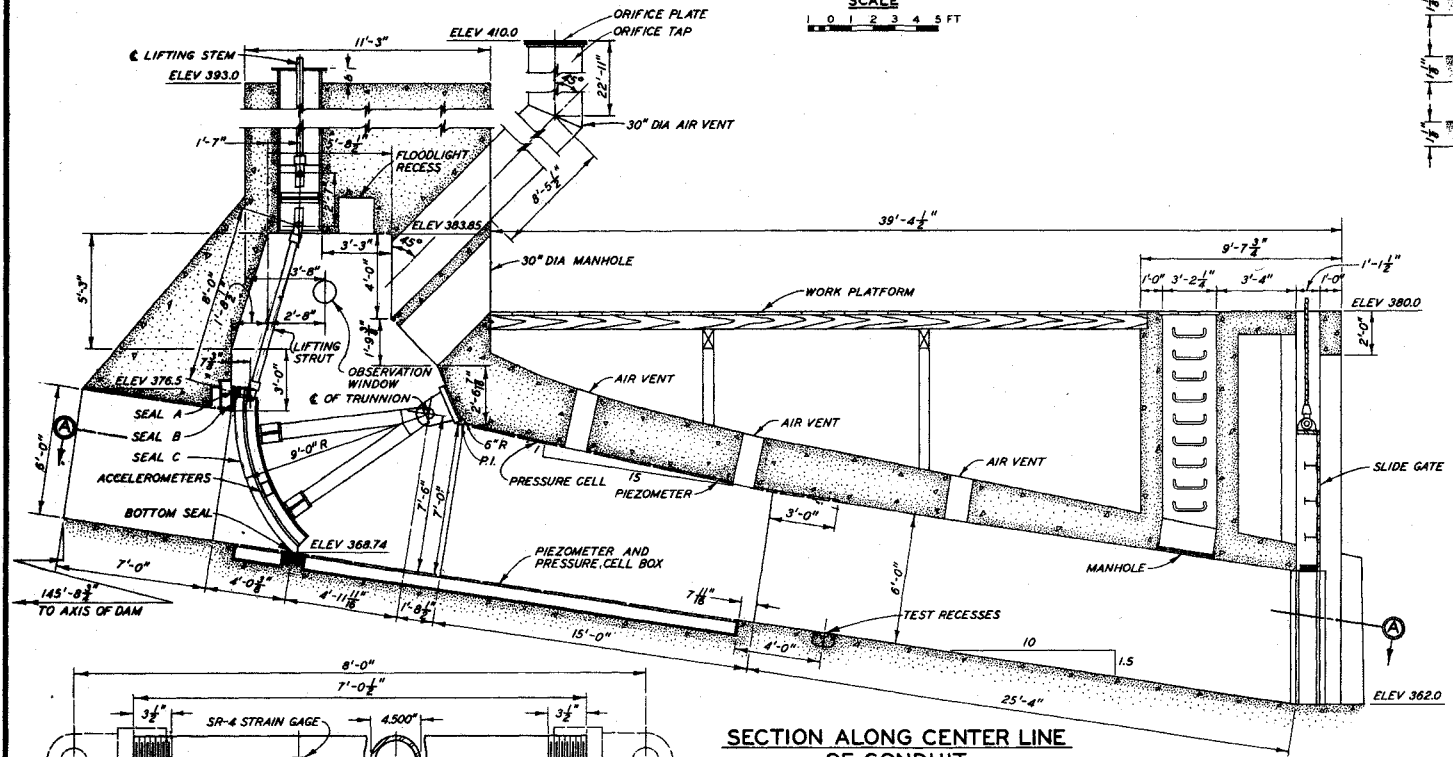 SCALE
1 0 1 2 3 4 5 FT
ORIFICE PLATE
ORIFICE TAP
ELEV 410.0
11'-3"
℄ LIFTING STEM
ELEV 393.0
22'-11"
30" DIA AIR VENT
1'-7"
5'-8½"
FLOODLIGHT
RECESS
8'-5½"
ELEV 383.85
39'-4½"
3'-3"
45°
4'-0"
30" DIA MANHOLE
9'-7¾"
1'-1½"
1'-0"
3'-2¼"
3'-4"
1'-0"
5'-3"
8'-0"
3'-8"
1'-8½"
2'-8"
WORK PLATFORM
ELEV 380.0
2'-0"
LIFTING
STRUT
3'-0"
OBSERVATION
WINDOW
℄ OF TRUNNION
ELEV 376.5
AIR VENT
SEAL A
SEAL B
SEAL C
9'-0" R
6" R
P.I.
PRESSURE CELL
1
15
PIEZOMETER
AIR VENT
AIR VENT
SLIDE GATE
A
6'-0"
ACCELEROMETERS
7'-6"
7'-0"
3'-0"
BOTTOM SEAL
ELEV 368.74
PIEZOMETER AND
PRESSURE CELL BOX
6'-0"
MANHOLE
7'-0"
4'-0⅜"
4'-11 11/16"
1'-8½"
15'-0"
7 11/16"
4'-0"
TEST RECESSES
10
1.5
A
145'-8¾"
TO AXIS OF DAM
25'-4"
ELEV 362.0
8'-0"
7'-0½"
3½"
SR-4 STRAIN GAGE
4.500"
3½"
SECTION ALONG CENTER LINE
OF CONDUIT